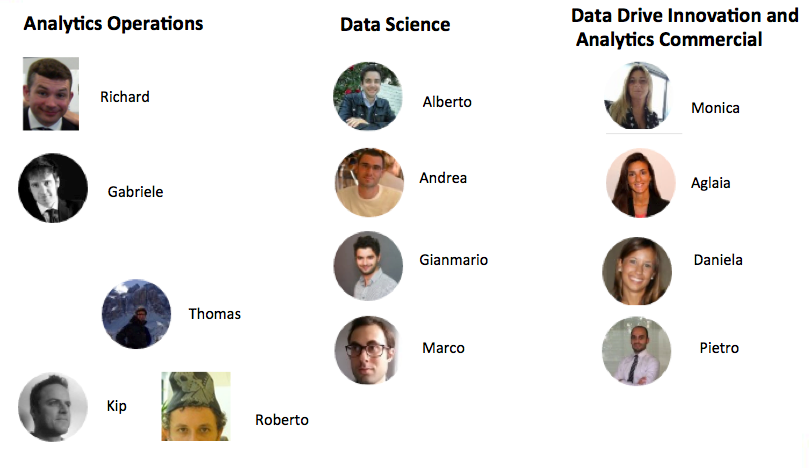 Analytics Operations
Richard
Gabriele
Thomas
Kip
Roberto
Data Science
Alberto
Andrea
Gianmario
Marco
Data Drive Innovation and
Analytics Commercial
Monica
Aglaia
Daniela
Pietro